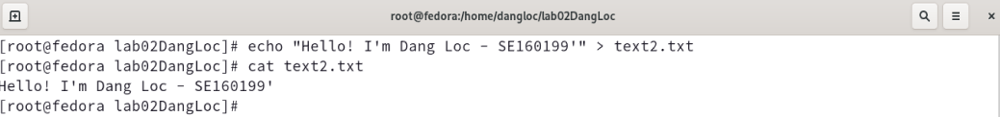 root@fedora:/home/dangloc/lab02DangLoc
[root@fedora lab02DangLoc]# echo "Hello! I'm Dang Loc - SE160199'" > text2.txt
[root@fedora lab02DangLoc]# cat text2.txt
Hello! I'm Dang Loc - SE160199'
[root@fedora lab02DangLoc]#